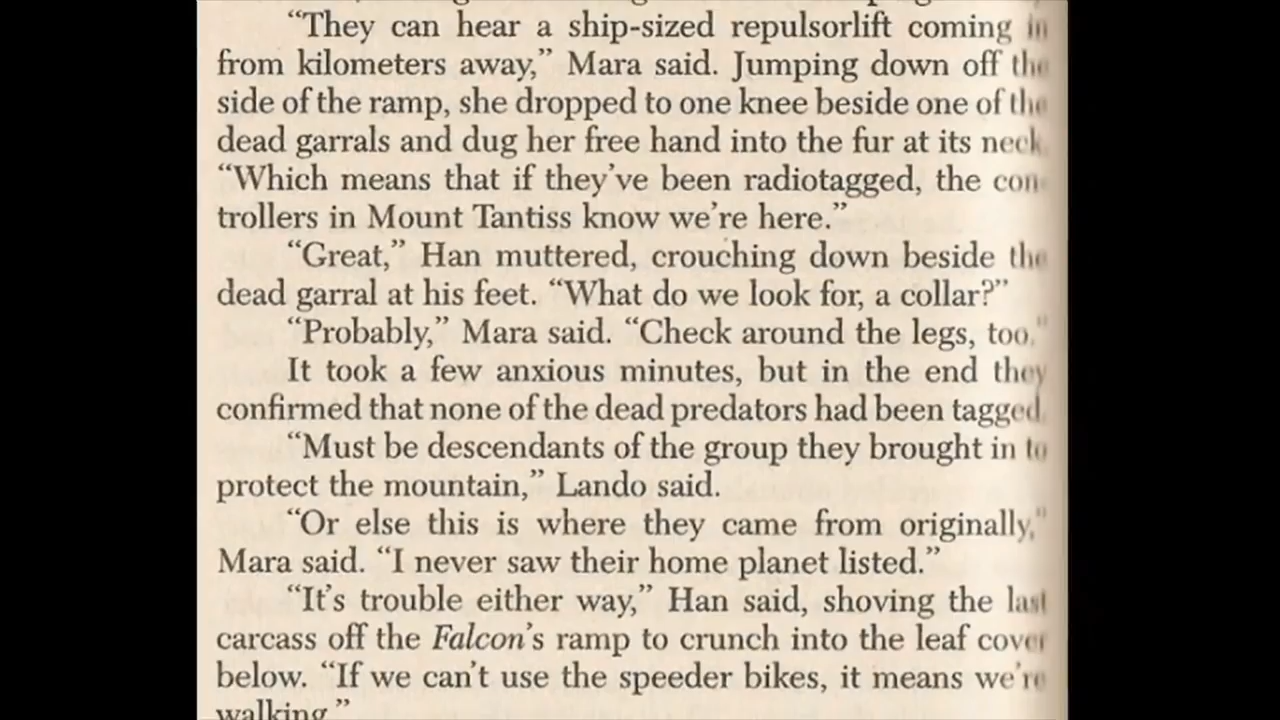 “They can hear a ship-sized repulsorlift coming in
from kilometers away,” Mara said. Jumping down off the
side of the ramp, she dropped to one knee beside one of the
dead garrals and dug her free hand into the fur at its neck.
“Which means that if they’ve been radiotagged, the con-
trollers in Mount Tantiss know we’re here.”
“Great,” Han muttered, crouching down beside the
dead garral at his feet. “What do we look for, a collar?”
“Probably,” Mara said. “Check around the legs, too.”
It took a few anxious minutes, but in the end they
confirmed that none of the dead predators had been tagged.
“Must be descendants of the group they brought in to
protect the mountain,” Lando said.
“Or else this is where they came from originally,”
Mara said. “I never saw their home planet listed.”
“It’s trouble either way,” Han said, shoving the last
carcass off the Falcon’s ramp to crunch into the leaf cover
below. “If we can’t use the speeder bikes, it means we’re
walking.”